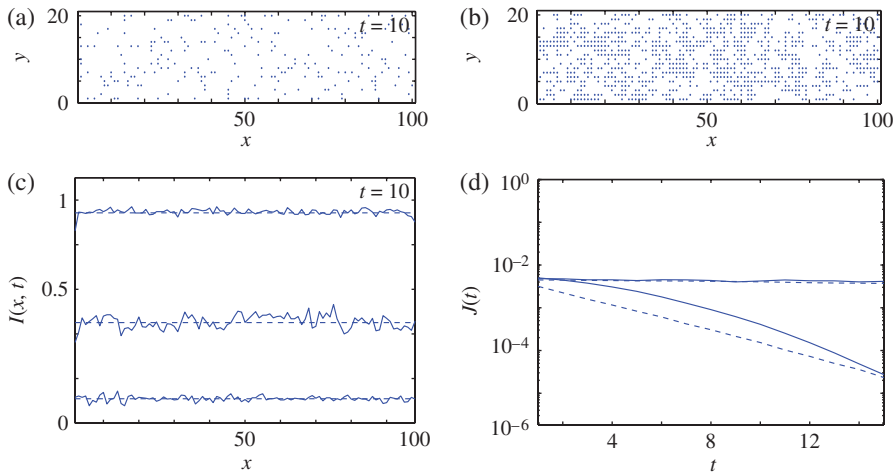 (a)
20
y
0
t = 10
50
100
x
(b)
20
y
0
t = 10
50
100
x
(c)
1
0.5
0
I(x, t)
t = 10
50
100
x
(d)
10^0
10^-2
10^-4
10^-6
J(t)
4
8
12
t